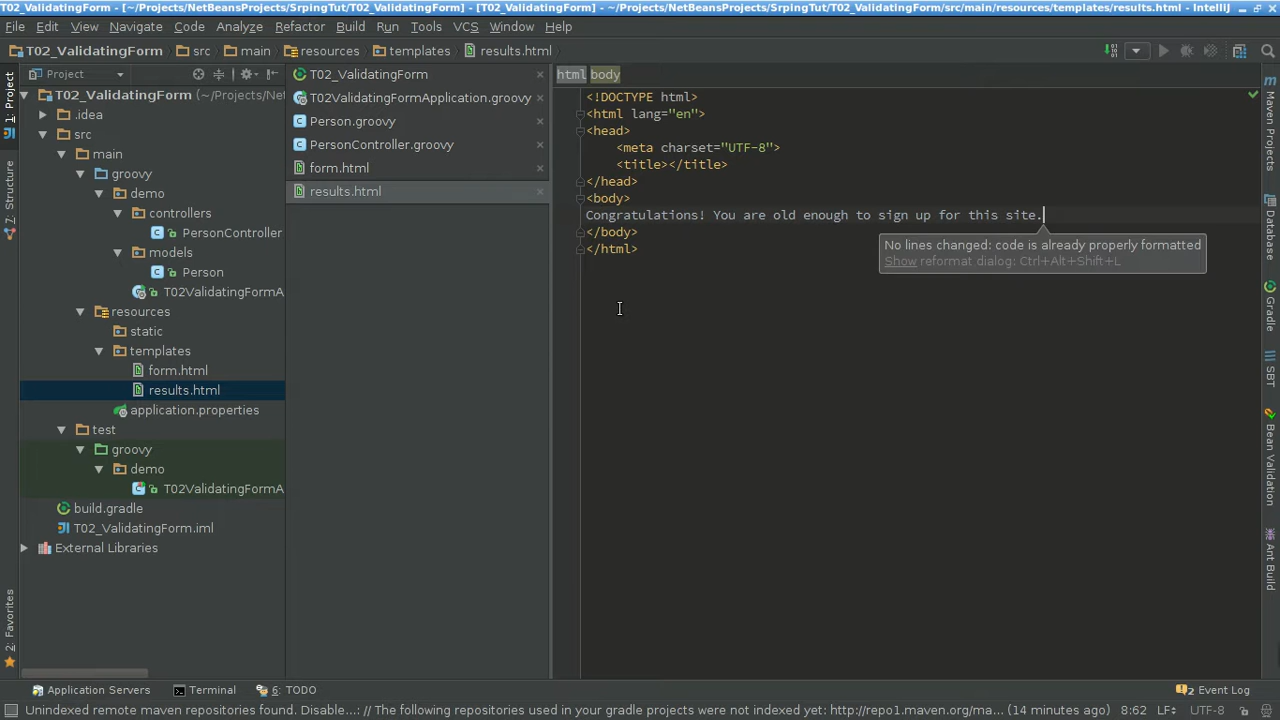 T02_ValidatingForm - [~/Projects/NetBeansProjects/SrpingTut/T02_ValidatingForm] - [T02_ValidatingForm] - ~/Projects/NetBeansProjects/SrpingTut/T02_ValidatingForm/src/main/resources/templates/results.html - IntelliJ
File Edit View Navigate Code Analyze Refactor Build Run Tools VCS Window Help
T02_ValidatingForm src main resources templates results.html
Project
T02_ValidatingForm (~/Projects/Net
.idea
src
main
groovy
demo
controllers
PersonController
models
Person
T02ValidatingFormA
resources
static
templates
form.html
results.html
application.properties
test
groovy
demo
T02ValidatingFormA
build.gradle
T02_ValidatingForm.iml
External Libraries
1: Project
7: Structure
2: Favorites
T02_ValidatingForm
T02ValidatingFormApplication.groovy
Person.groovy
PersonController.groovy
form.html
results.html
html body
<!DOCTYPE html>
<html lang="en">
<head>
<meta charset="UTF-8">
<title></title>
</head>
<body>
Congratulations! You are old enough to sign up for this site.
</body>
</html>
No lines changed: code is already properly formatted
Show reformat dialog: Ctrl+Alt+Shift+L
Maven Projects
Database
Gradle
SBT
Bean Validation
Ant Build
Application Servers Terminal 6: TODO 2 Event Log
Unindexed remote maven repositories found. Disable...: // The following repositories used in your gradle projects were not indexed yet: http://repo1.maven.org/ma... (14 minutes ago) 8:62 LF UTF-8